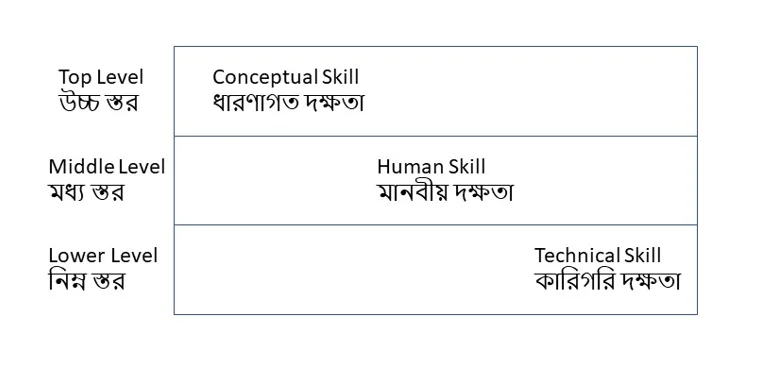 Top Level
উচ্চ স্তর
Conceptual Skill
ধারণাগত দক্ষতা
Middle Level
মধ্য স্তর
Human Skill
মানবীয় দক্ষতা
Lower Level
নিম্ন স্তর
Technical Skill
কারিগরি দক্ষতা